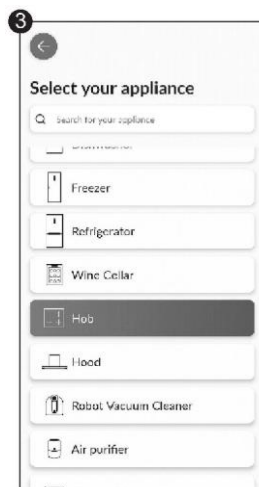 3
Select your appliance
Search for your appliance
Dishwasher
Freezer
Refrigerator
Wine Cellar
Hob
Hood
Robot Vacuum Cleaner
Air purifier